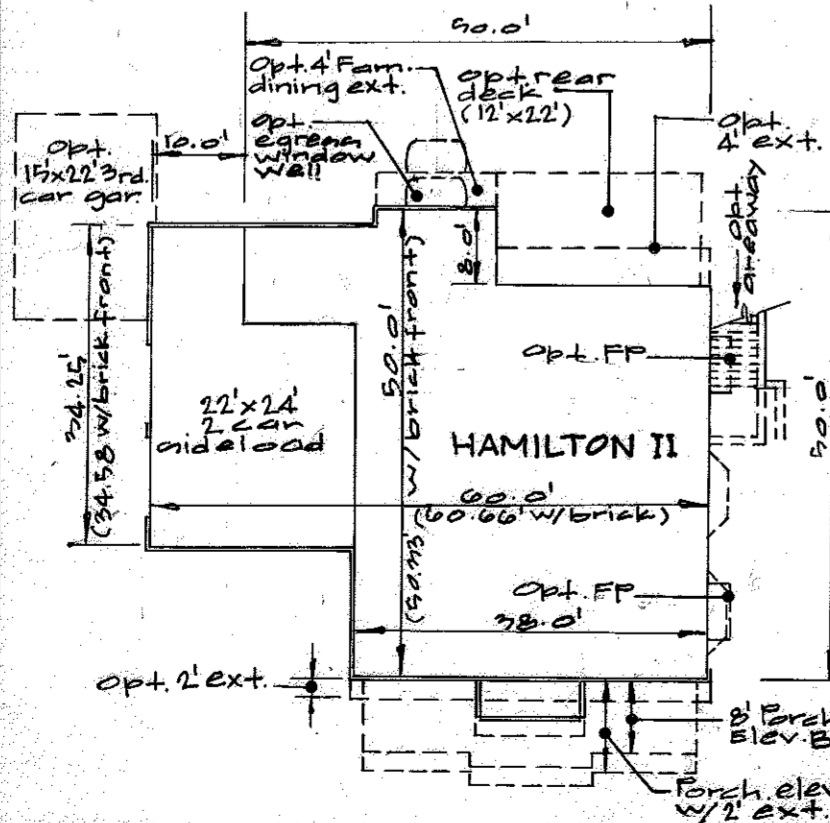 50.0'
Opt. 4' Fam.
dining ext.
opt. rear
deck
(12'x22')
opt.
4' ext.
Opt.
15'x22' 3rd.
car gar.
10.0'
opt.
egress
window
well
Opt.
areaway
8.0'
34.25'
(34.58 w/brick front)
50.0'
(50.33' w/brick front)
Opt. FP
22'x24'
2 car
sideload
HAMILTON II
50.0'
60.0'
(60.66' w/brick)
Opt. FP
38.0'
opt. 2' ext.
8' Porch
Elev. B
Porch elev
w/2' ext.